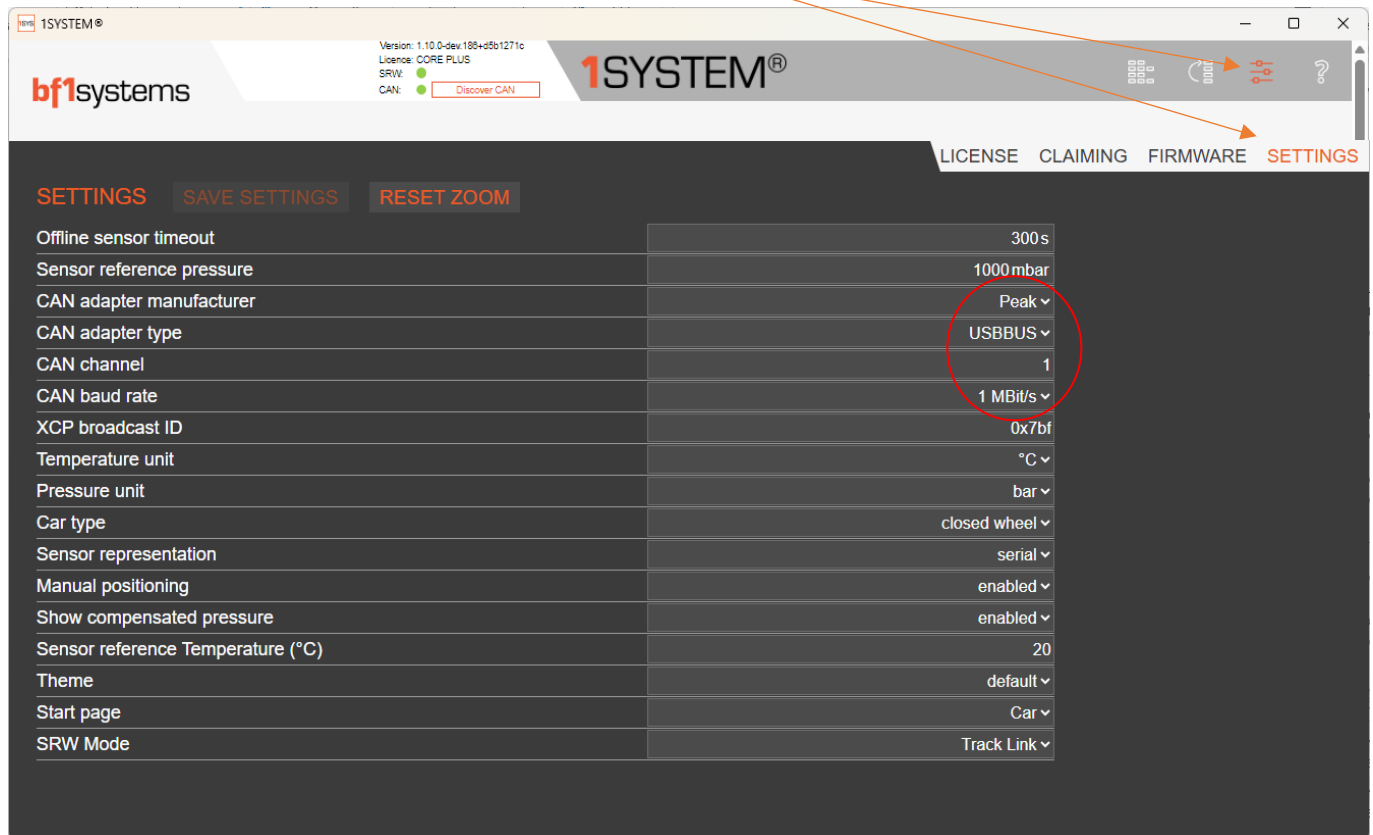 1SYS 1SYSTEM®
Version: 1.10.0-dev.186+d5b1271c
Licence: CORE PLUS
SRW:
CAN: Discover CAN
bf1systems
1SYSTEM®
?
LICENSE CLAIMING FIRMWARE SETTINGS
SETTINGS SAVE SETTINGS RESET ZOOM
Offline sensor timeout 300s
Sensor reference pressure 1000mbar
CAN adapter manufacturer Peak
CAN adapter type USBBUS
CAN channel 1
CAN baud rate 1 MBit/s
XCP broadcast ID 0x7bf
Temperature unit °C
Pressure unit bar
Car type closed wheel
Sensor representation serial
Manual positioning enabled
Show compensated pressure enabled
Sensor reference Temperature (°C) 20
Theme default
Start page Car
SRW Mode Track Link